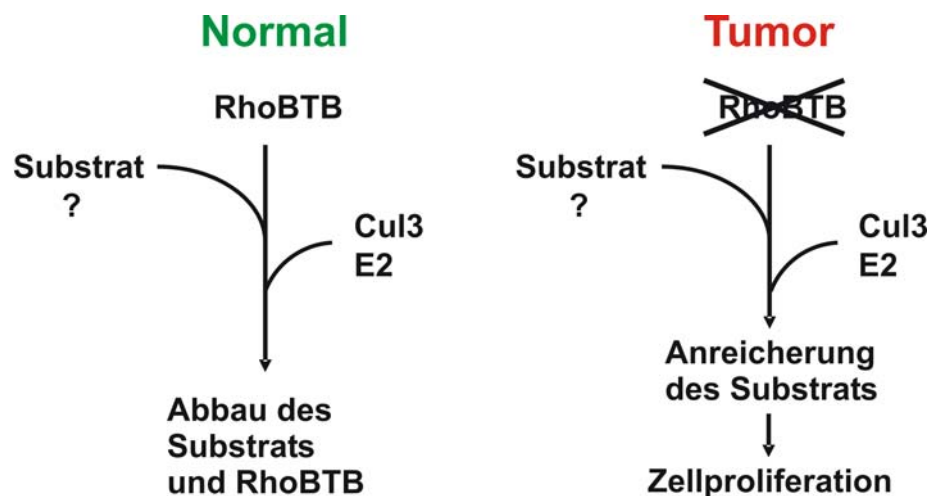 Normal
RhoBTB
Substrat
?
Cul3
E2
Abbau des
Substrats
und RhoBTB
Tumor
RhoBTB
Substrat
?
Cul3
E2
Anreicherung
des Substrats
Zellproliferation